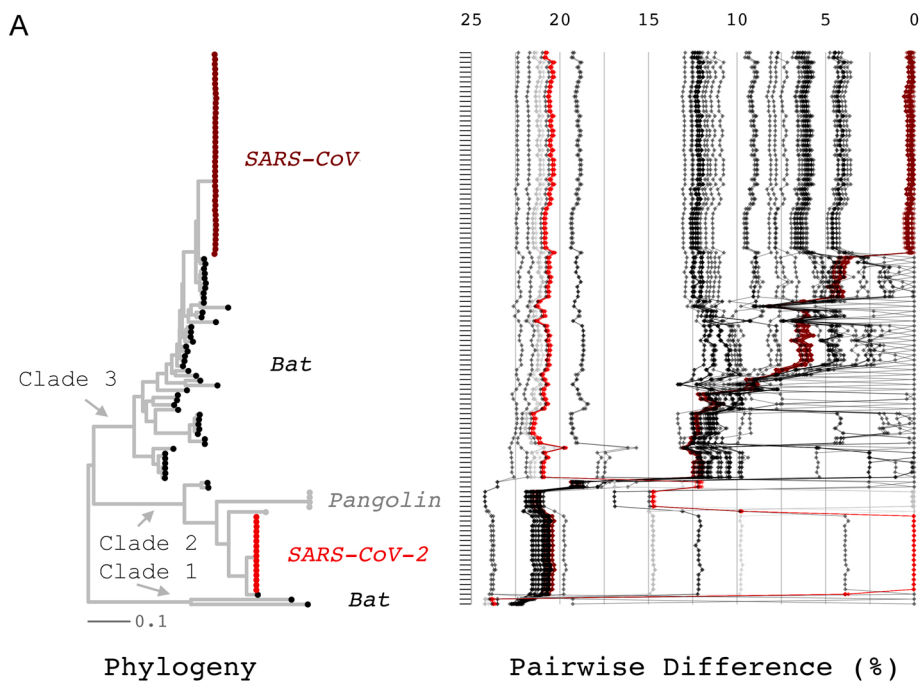 A
25 20 15 10 5 0
SARS-CoV
Bat
Clade 3
Pangolin
Clade 2
SARS-CoV-2
Clade 1
Bat
0.1
Phylogeny
Pairwise Difference (%)